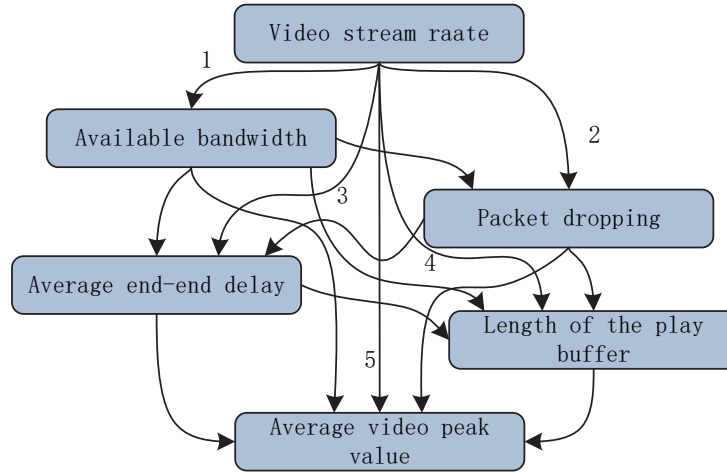 Video stream raate
1
Available bandwidth
2
3
Packet dropping
4
Average end-end delay
Length of the play
buffer
5
Average video peak
value